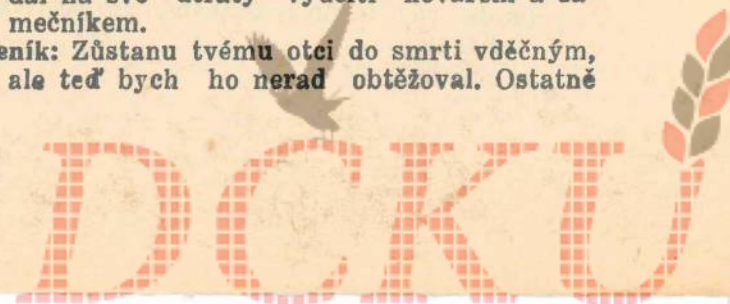 mečníkem.
eník: Zůstanu tvému otci do smrti vděčným,
ale teď bych ho nerad obtěžoval. Ostatně
DCKU